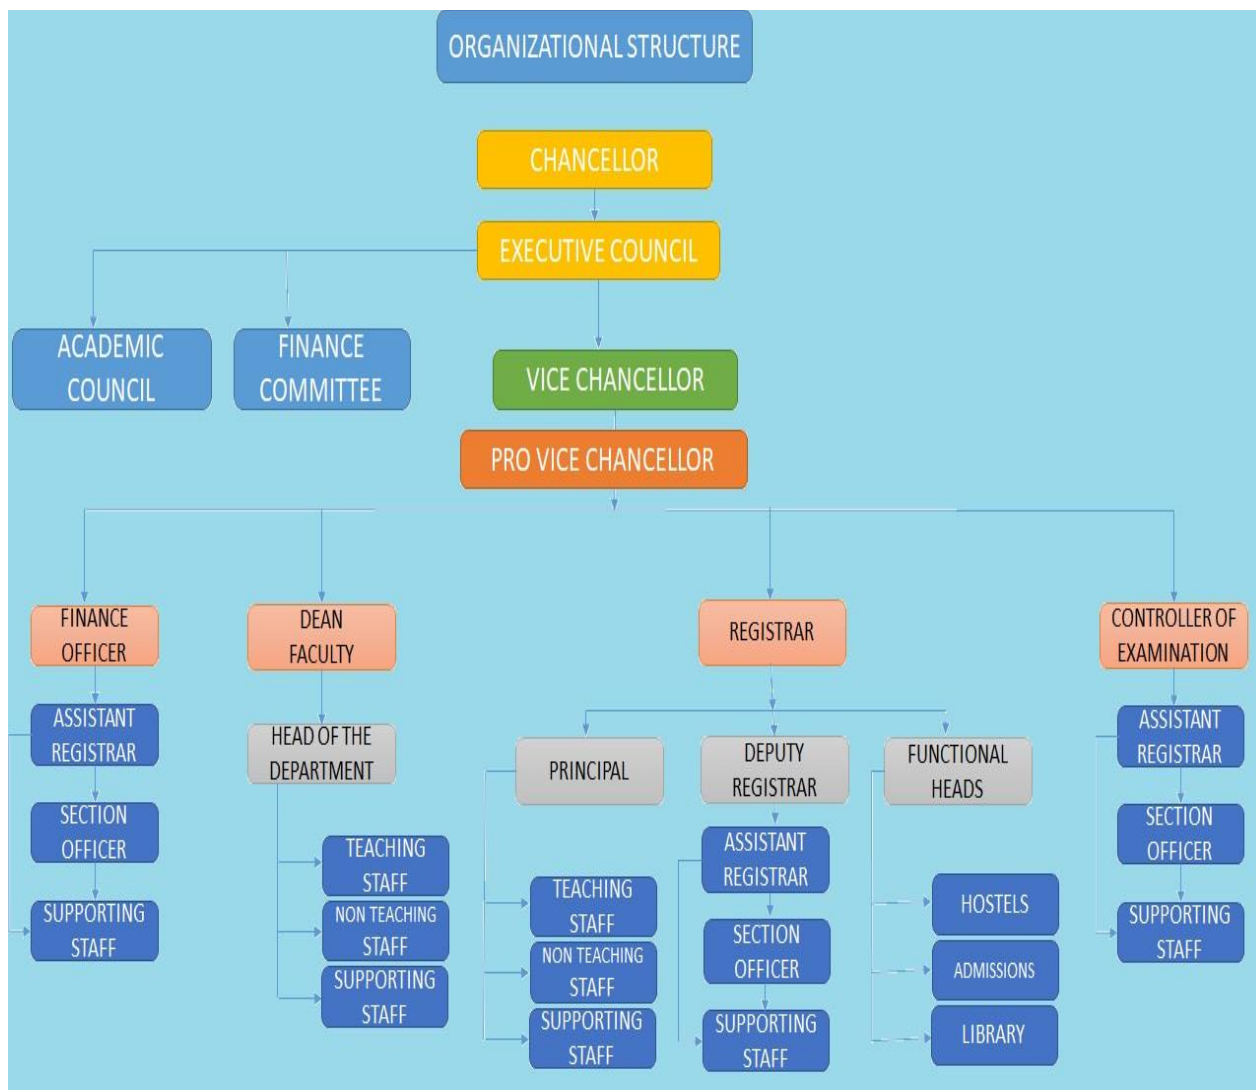 ORGANIZATIONAL STRUCTURE
CHANCELLOR
EXECUTIVE COUNCIL
ACADEMIC
COUNCIL
FINANCE
COMMITTEE
VICE CHANCELLOR
PRO VICE CHANCELLOR
FINANCE
OFFICER
ASSISTANT
REGISTRAR
SECTION
OFFICER
SUPPORTING
STAFF
DEAN
FACULTY
HEAD OF THE
DEPARTMENT
TEACHING
STAFF
NON TEACHING
STAFF
SUPPORTING
STAFF
REGISTRAR
PRINCIPAL
TEACHING
STAFF
NON TEACHING
STAFF
SUPPORTING
STAFF
DEPUTY
REGISTRAR
ASSISTANT
REGISTRAR
SECTION
OFFICER
SUPPORTING
STAFF
FUNCTIONAL
HEADS
HOSTELS
ADMISSIONS
LIBRARY
CONTROLLER OF
EXAMINATION
ASSISTANT
REGISTRAR
SECTION
OFFICER
SUPPORTING
STAFF